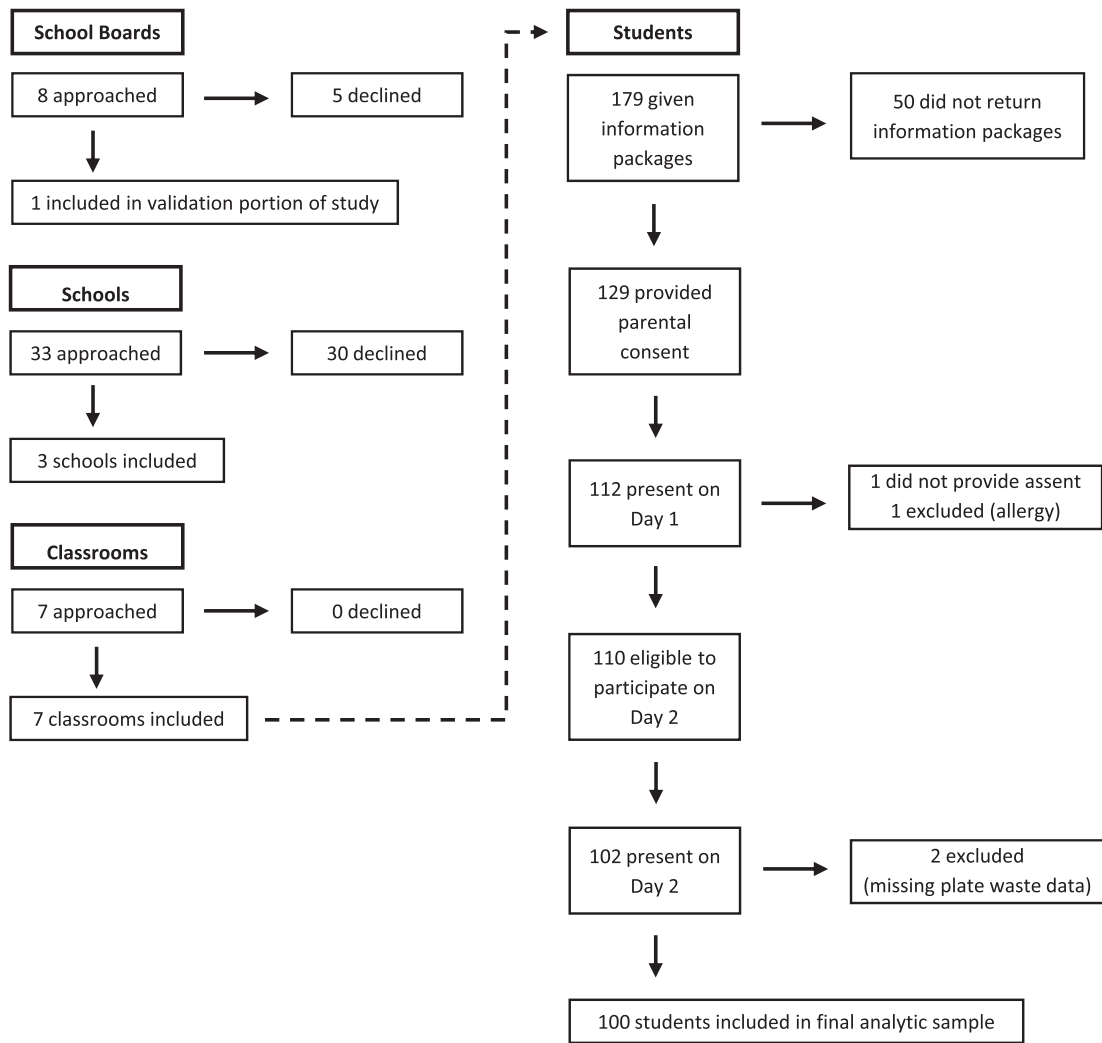 School Boards
8 approached
5 declined
1 included in validation portion of study
Schools
33 approached
30 declined
3 schools included
Classrooms
7 approached
0 declined
7 classrooms included
Students
179 given
information
packages
50 did not return
information packages
129 provided
parental
consent
112 present on
Day 1
1 did not provide assent
1 excluded (allergy)
110 eligible to
participate on
Day 2
102 present on
Day 2
2 excluded
(missing plate waste data)
100 students included in final analytic sample